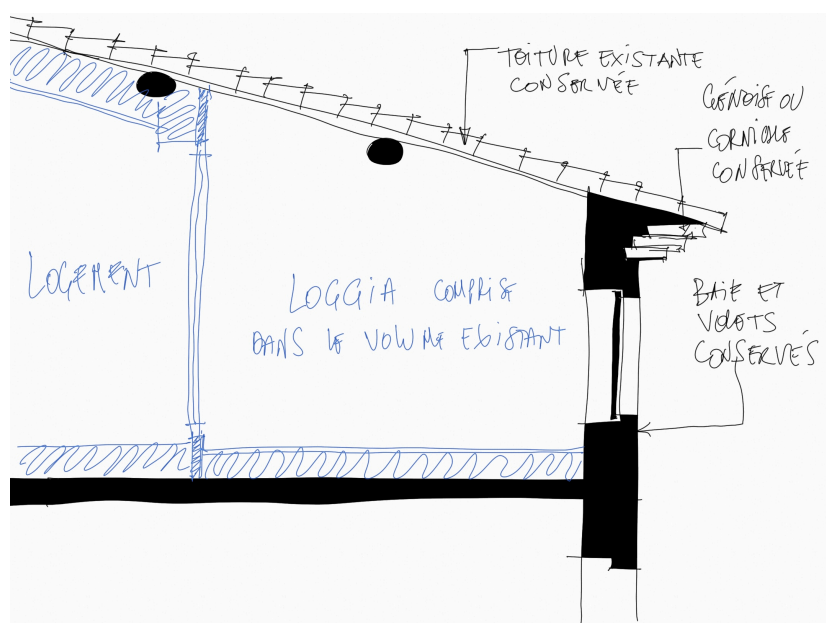 TOITURE EXISTANTE
CONSERVÉE
GÉNOISE OU
CORNICHE
CONSERVÉE
LOGEMENT
LOGGIA COMPRISE
DANS LE VOLUME EXISTANT
BAIE ET
VOLETS
CONSERVÉS